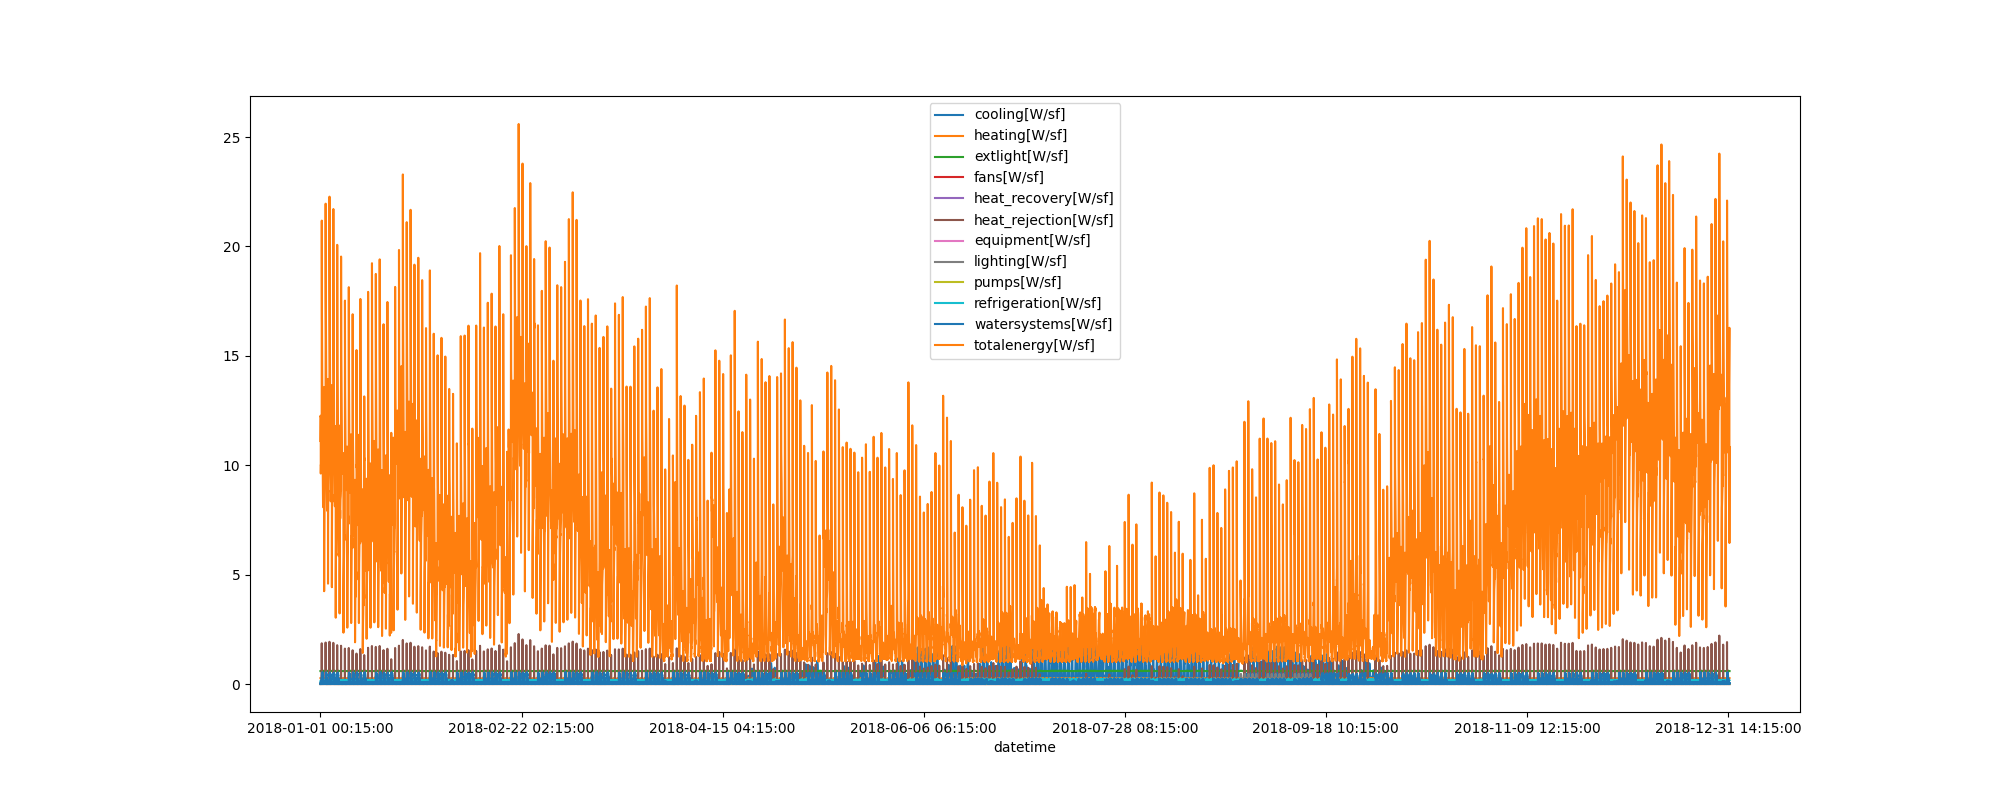 cooling[W/sf]
heating[W/sf]
extlight[W/sf]
fans[W/sf]
heat_recovery[W/sf]
heat_rejection[W/sf]
equipment[W/sf]
lighting[W/sf]
pumps[W/sf]
refrigeration[W/sf]
watersystems[W/sf]
totalenergy[W/sf]
25
20
15
10
5
0
2018-01-01 00:15:00 2018-02-22 02:15:00 2018-04-15 04:15:00 2018-06-06 06:15:00 2018-07-28 08:15:00 2018-09-18 10:15:00 2018-11-09 12:15:00 2018-12-31 14:15:00
datetime